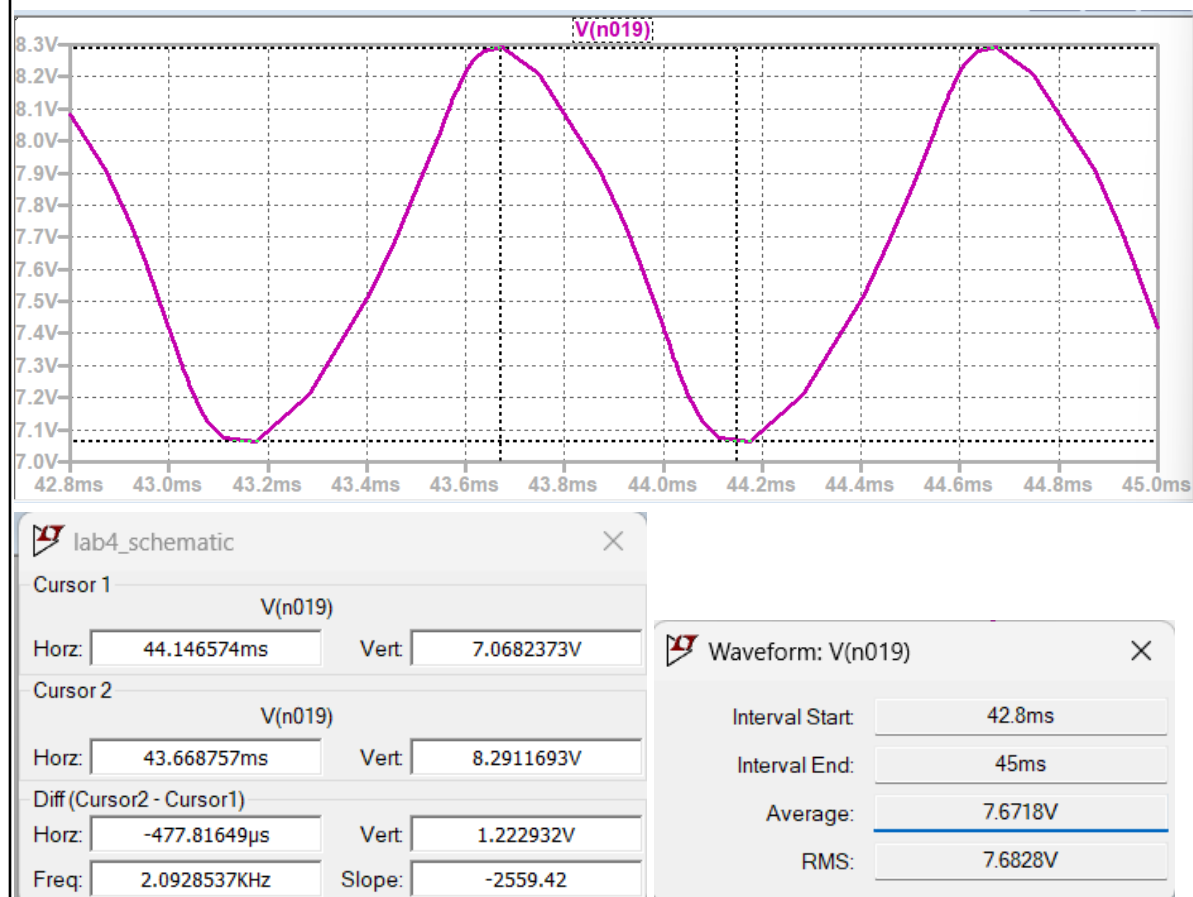 V(n019)
8.3V
8.2V
8.1V
8.0V
7.9V
7.8V
7.7V
7.6V
7.5V
7.4V
7.3V
7.2V
7.1V
7.0V
42.8ms 43.0ms 43.2ms 43.4ms 43.6ms 43.8ms 44.0ms 44.2ms 44.4ms 44.6ms 44.8ms 45.0ms
lab4_schematic
Cursor 1
V(n019)
Horz: 44.146574ms Vert: 7.0682373V
Cursor 2
V(n019)
Horz: 43.668757ms Vert: 8.2911693V
Diff (Cursor2 - Cursor1)
Horz: -477.81649µs Vert: 1.222932V
Freq: 2.0928537KHz Slope: -2559.42
Waveform: V(n019)
Interval Start: 42.8ms
Interval End: 45ms
Average: 7.6718V
RMS: 7.6828V